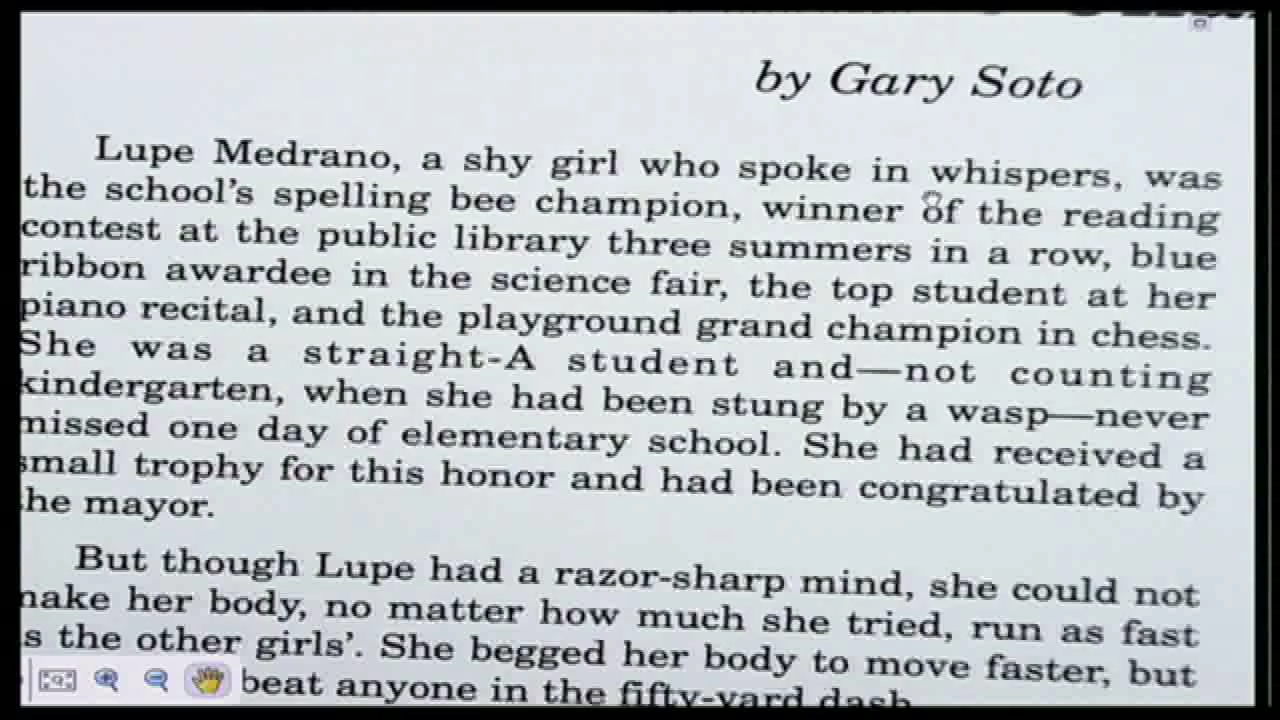 by Gary Soto
Lupe Medrano, a shy girl who spoke in whispers, was
the school's spelling bee champion, winner of the reading
contest at the public library three summers in a row, blue
ribbon awardee in the science fair, the top student at her
piano recital, and the playground grand champion in chess.
She was a straight-A student and—not counting
kindergarten, when she had been stung by a wasp—never
missed one day of elementary school. She had received a
small trophy for this honor and had been congratulated by
the mayor.
But though Lupe had a razor-sharp mind, she could not
make her body, no matter how much she tried, run as fast
as the other girls'. She begged her body to move faster, but
beat anyone in the fifty-yard dash.